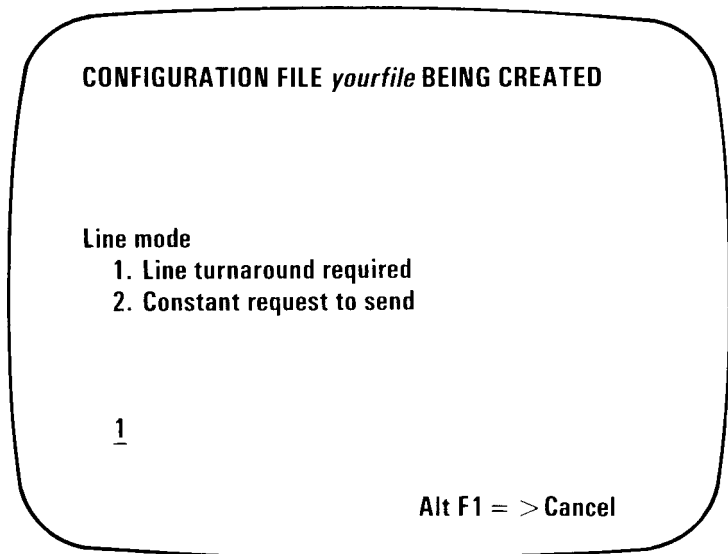 CONFIGURATION FILE yourfile BEING CREATED
Line mode
1. Line turnaround required
2. Constant request to send
1
Alt F1 = > Cancel